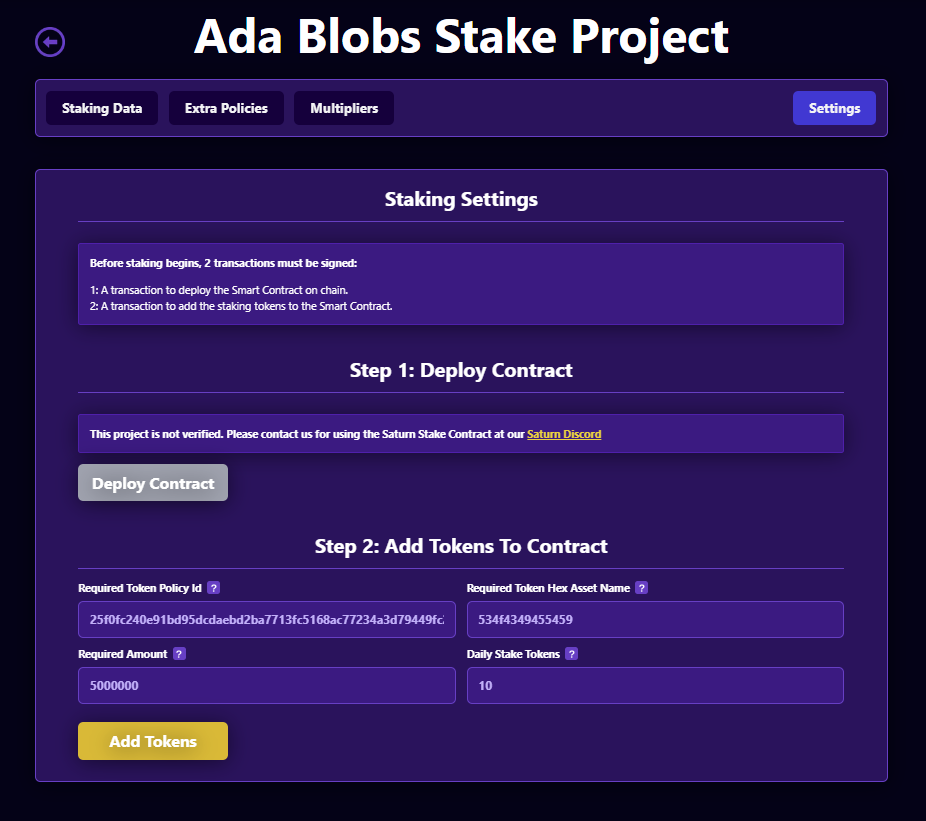 Ada Blobs Stake Project
Staking Data Extra Policies Multipliers Settings
Staking Settings
Before staking begins, 2 transactions must be signed:
1: A transaction to deploy the Smart Contract on chain.
2: A transaction to add the staking tokens to the Smart Contract.
Step 1: Deploy Contract
This project is not verified. Please contact us for using the Saturn Stake Contract at our Saturn Discord
Deploy Contract
Step 2: Add Tokens To Contract
Required Token Policy Id ? Required Token Hex Asset Name ?
25f0fc240e91bd95dcdaebd2ba7713fc5168ac77234a3d79449fc 534f4349455459
Required Amount ? Daily Stake Tokens ?
5000000 10
Add Tokens